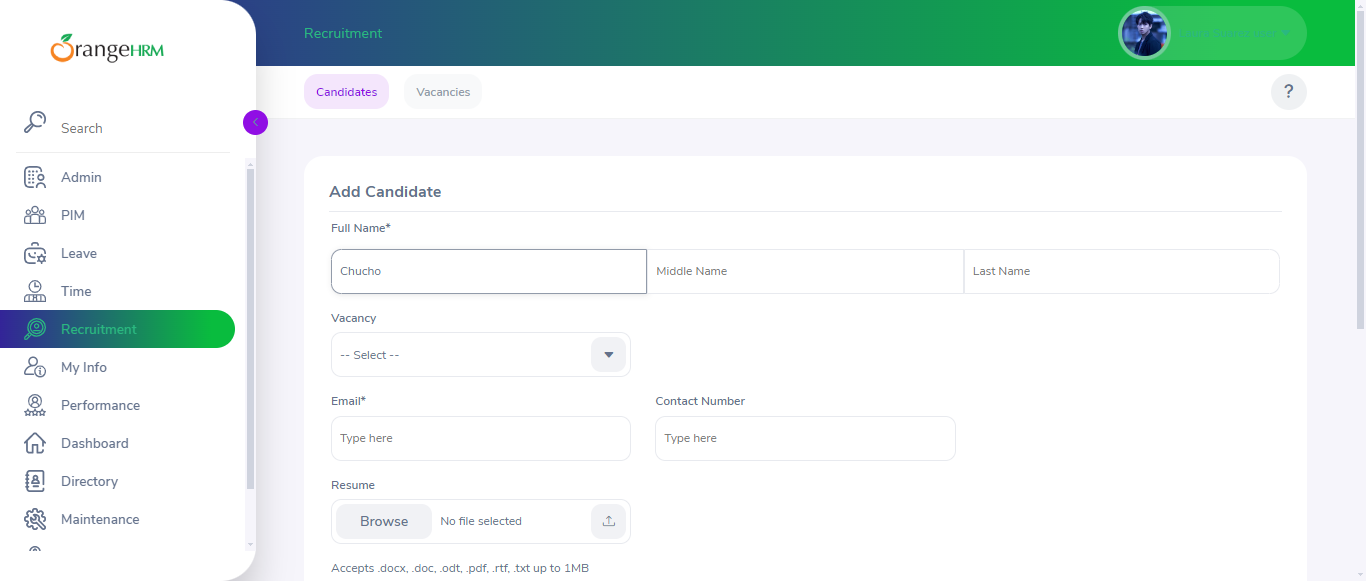 OrangeHRM
Search
Admin
PIM
Leave
Time
Recruitment
My Info
Performance
Dashboard
Directory
Maintenance
Recruitment
Candidates
Vacancies
?
Add Candidate
Full Name*
Chucho
Middle Name
Last Name
Vacancy
-- Select --
Email*
Contact Number
Type here
Type here
Resume
Browse
No file selected
Accepts .docx, .doc, .odt, .pdf, .rtf, .txt up to 1MB